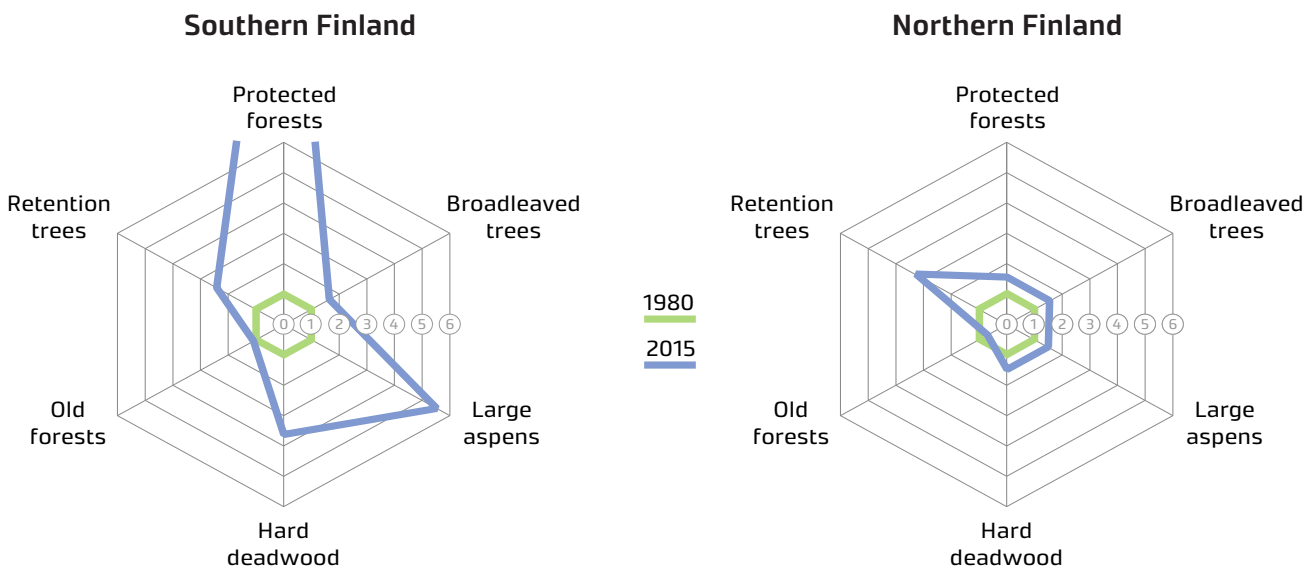 Southern Finland
Protected
forests
Retention
trees
Broadleaved
trees
0 1 2 3 4 5 6
Old
forests
Large
aspens
Hard
deadwood
1980
2015
Northern Finland
Protected
forests
Retention
trees
Broadleaved
trees
0 1 2 3 4 5 6
Old
forests
Large
aspens
Hard
deadwood